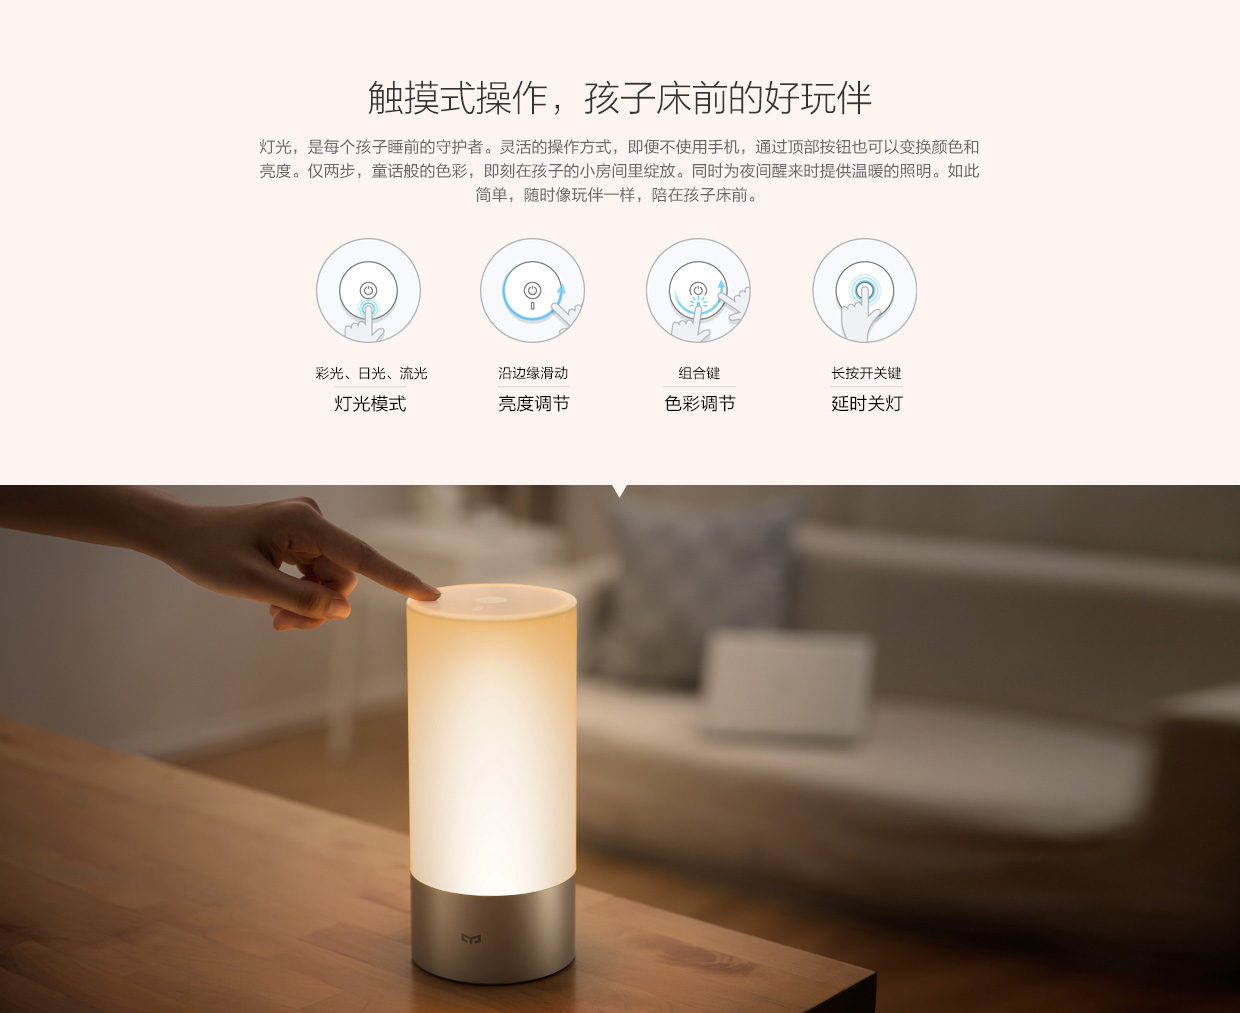 触摸式操作，孩子床前的好玩伴
灯光，是每个孩子睡前的守护者。灵活的操作方式，即便不使用手机，通过顶部按钮也可以变换颜色和
亮度。仅两步，童话般的色彩，即刻在孩子的小房间里绽放。同时为夜间醒来时提供温暖的照明。如此
简单，随时像玩伴一样，陪在孩子床前。
彩光、日光、流光
灯光模式
沿边缘滑动
亮度调节
组合键
色彩调节
长按开关键
延时关灯